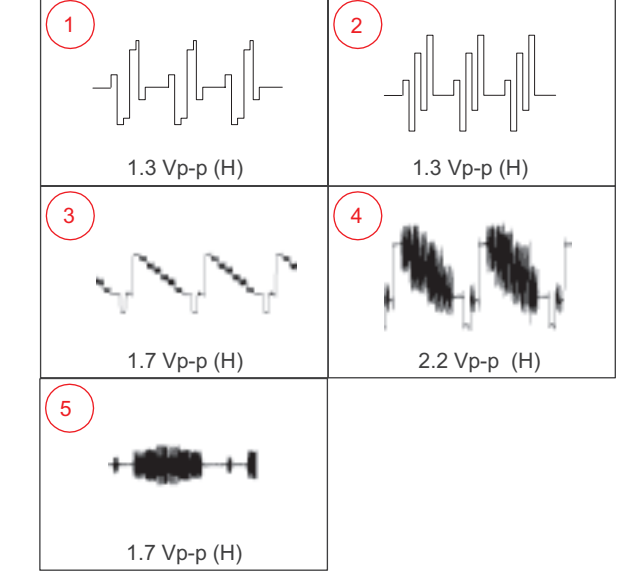 1
2
1.3 Vp-p (H)
1.3 Vp-p (H)
3
4
1.7 Vp-p (H)
2.2 Vp-p (H)
5
1.7 Vp-p (H)